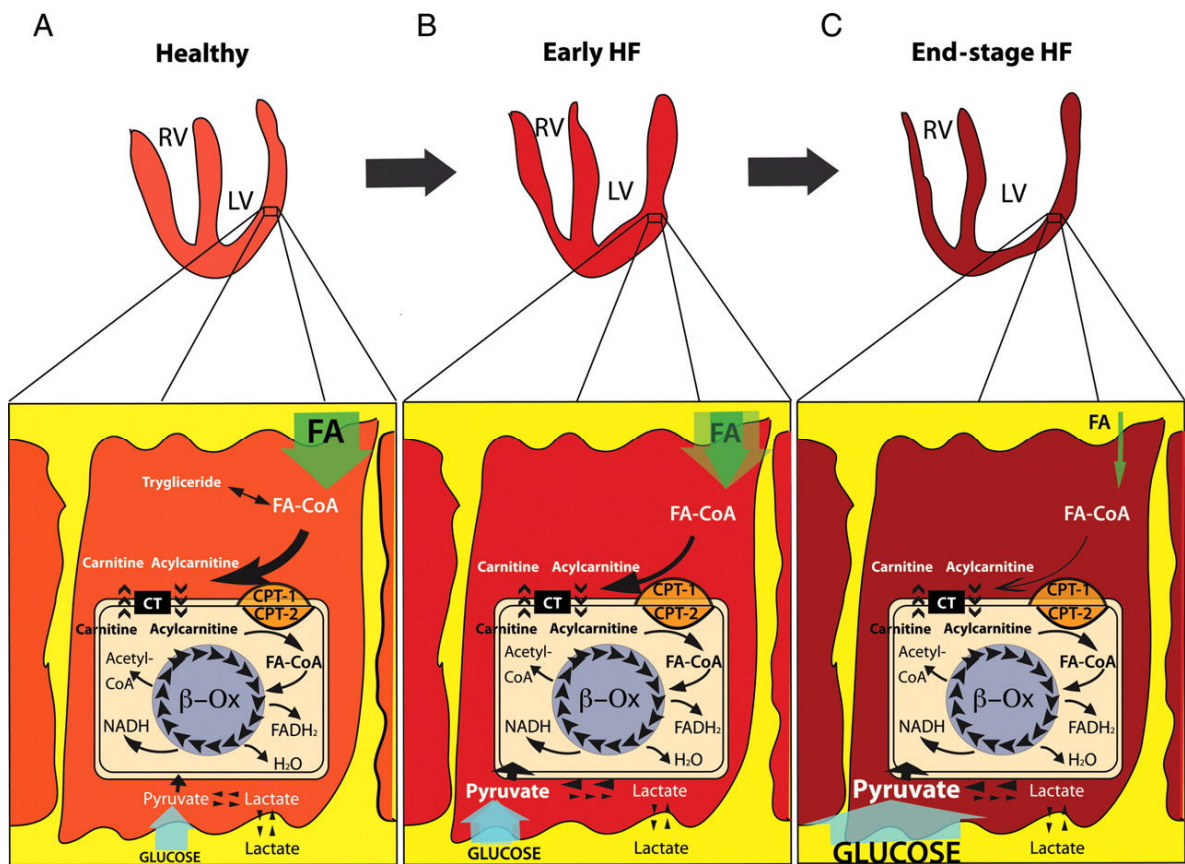 A
Healthy
RV
LV
B
Early HF
RV
LV
C
End-stage HF
RV
LV
FA
Trygliceride
FA-CoA
Carnitine Acylcarnitine
CT
CPT-1
CPT-2
Carnitine Acylcarnitine
FA-CoA
Acetyl-
CoA
β-Ox
NADH
FADH₂
H₂O
Pyruvate
Lactate
GLUCOSE
Lactate
FA
FA-CoA
Carnitine Acylcarnitine
CT
CPT-1
CPT-2
Carnitine Acylcarnitine
FA-CoA
Acetyl-
CoA
β-Ox
NADH
FADH₂
H₂O
Pyruvate
Lactate
GLUCOSE
Lactate
FA
FA-CoA
Carnitine Acylcarnitine
CT
CPT-1
CPT-2
Carnitine Acylcarnitine
FA-CoA
Acetyl-
CoA
β-Ox
NADH
FADH₂
H₂O
Pyruvate
Lactate
GLUCOSE
Lactate